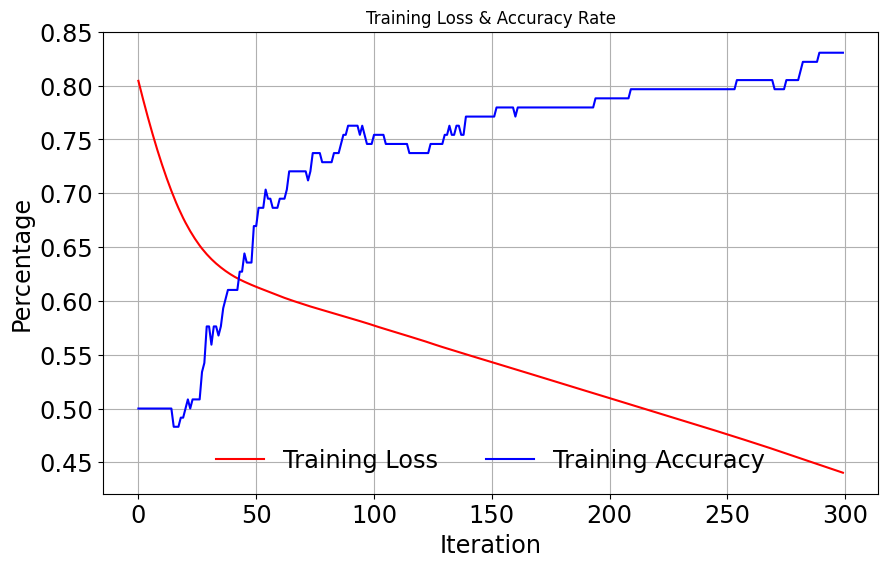 Training Loss & Accuracy Rate
0.85
0.80
0.75
0.70
0.65
0.60
0.55
0.50
0.45
Percentage
Training Loss Training Accuracy
0 50 100 150 200 250 300
Iteration